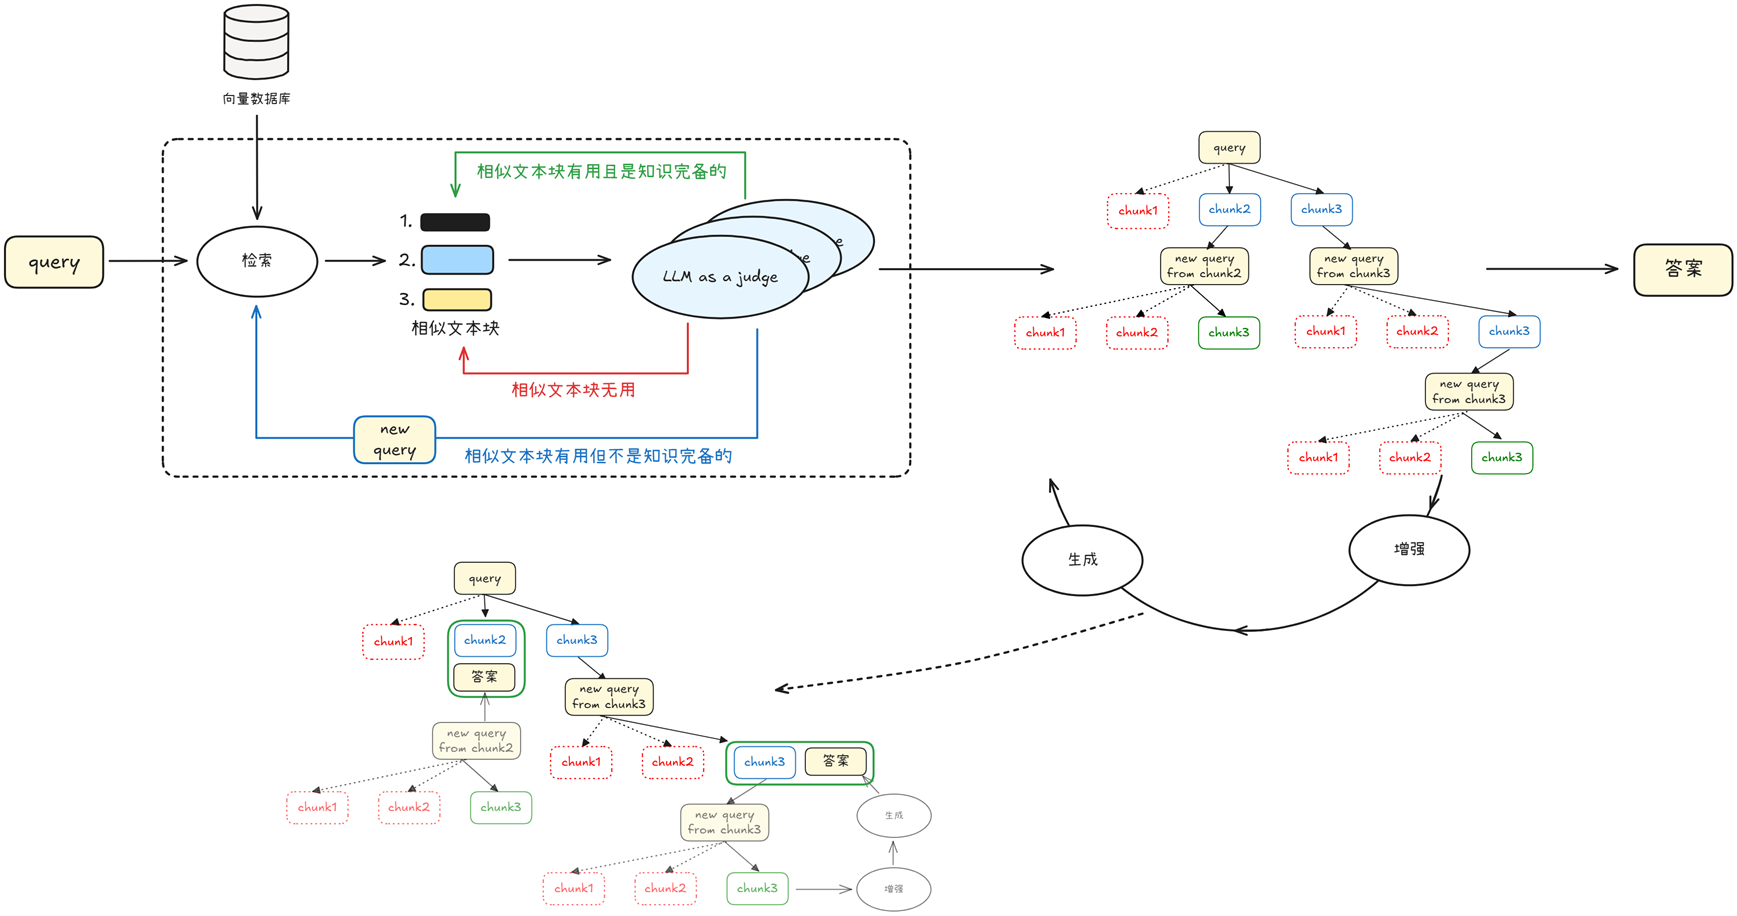 向量数据库
query
检索
1.
2.
3.
相似文本块
相似文本块有用且是知识完备的
LLM as a judge
e
ge
相似文本块无用
new
query
相似文本块有用但不是知识完备的
query
chunk1
chunk2
chunk3
new query
from chunk2
new query
from chunk3
chunk1
chunk2
chunk3
chunk1
chunk2
chunk3
new query
from chunk3
chunk1
chunk2
chunk3
答案
生成
增强
query
chunk1
chunk2
答案
chunk3
new query
from chunk2
chunk1
chunk2
chunk3
new query
from chunk3
chunk1
chunk2
chunk3
答案
new query
from chunk3
生成
chunk1
chunk2
chunk3
增强